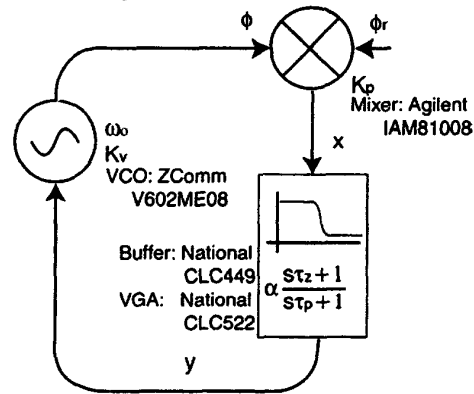 ϕ
ϕr
Kp
Mixer: Agilent
IAM81008
x
ωo
Kv
VCO: ZComm
V602ME08
Buffer: National
CLC449
VGA: National
CLC522
α sτz+1
sτp+1
y